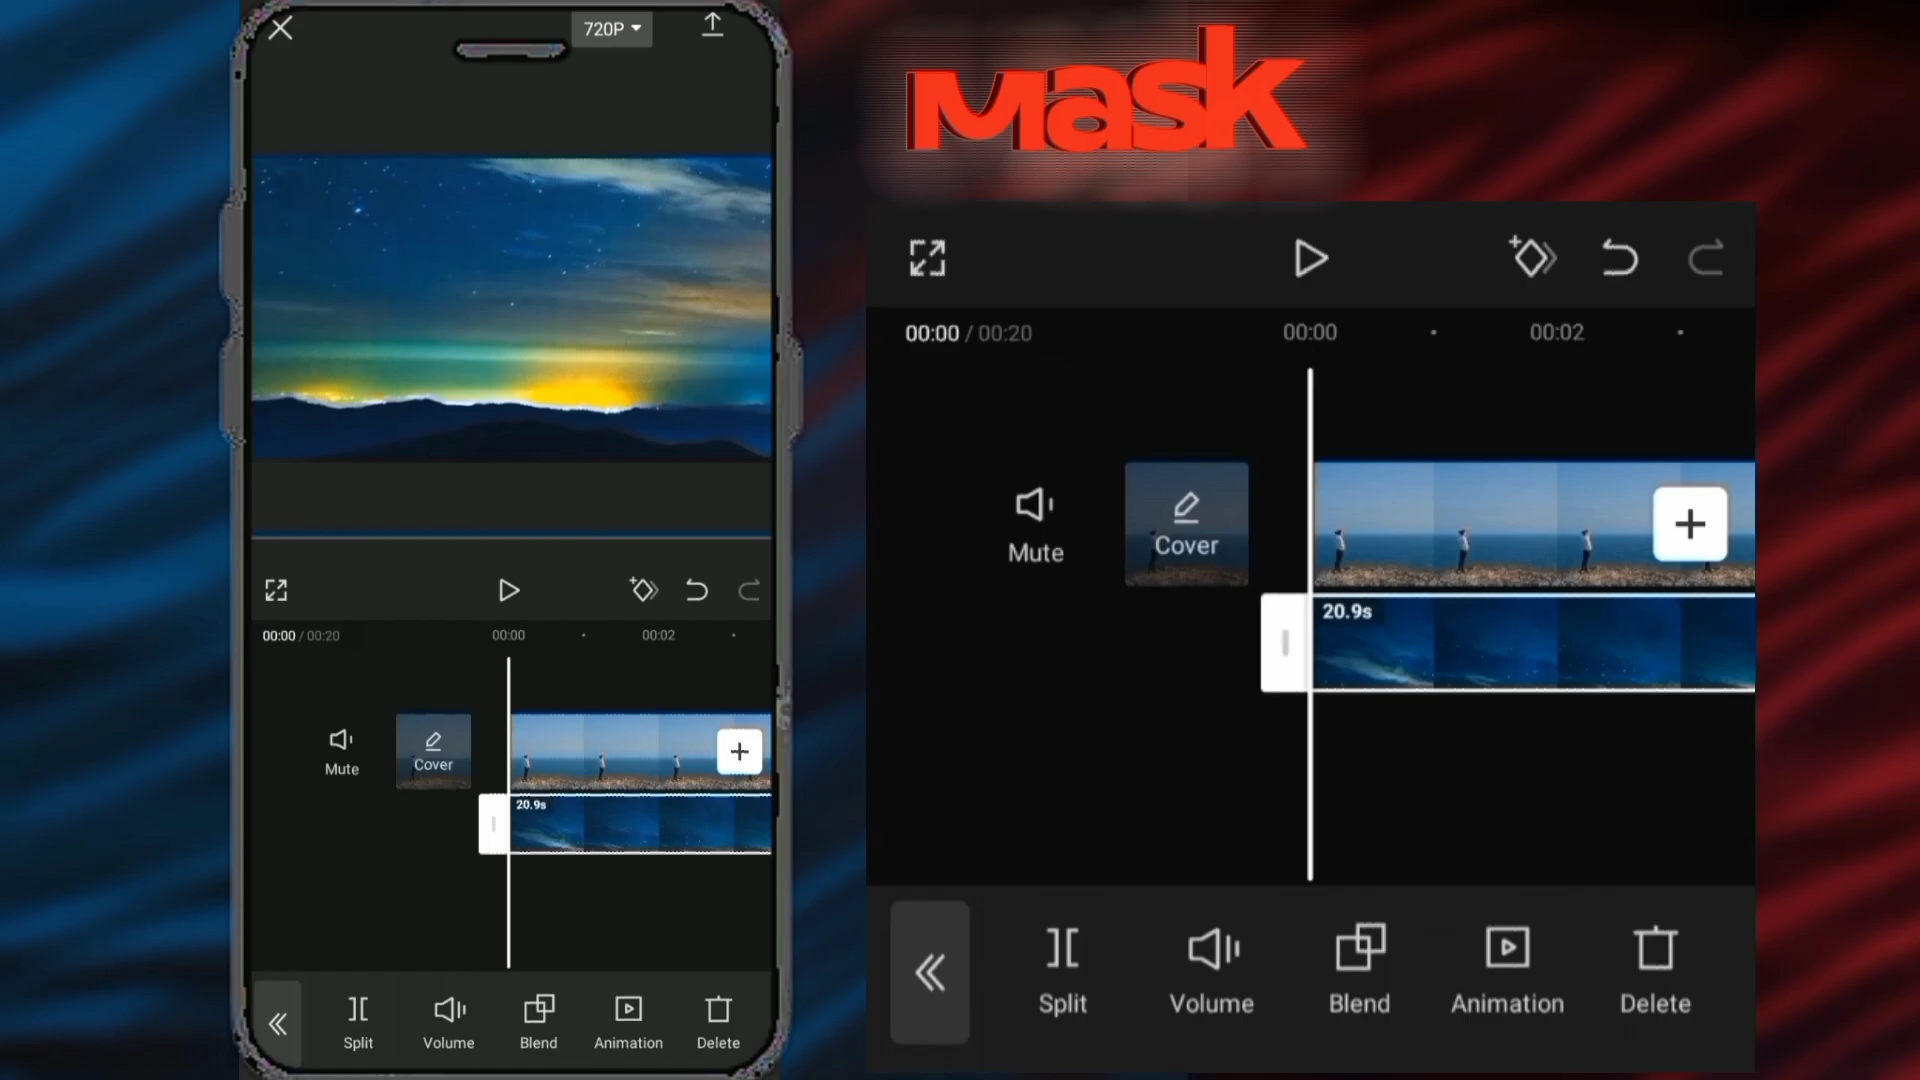 720P
Mask
00:00 / 00:20
00:00
00:02
Mute
Cover
20.9s
Split
Volume
Blend
Animation
Delete
00:00 / 00:20
00:00
00:02
Mute
Cover
20.9s
Split
Volume
Blend
Animation
Delete